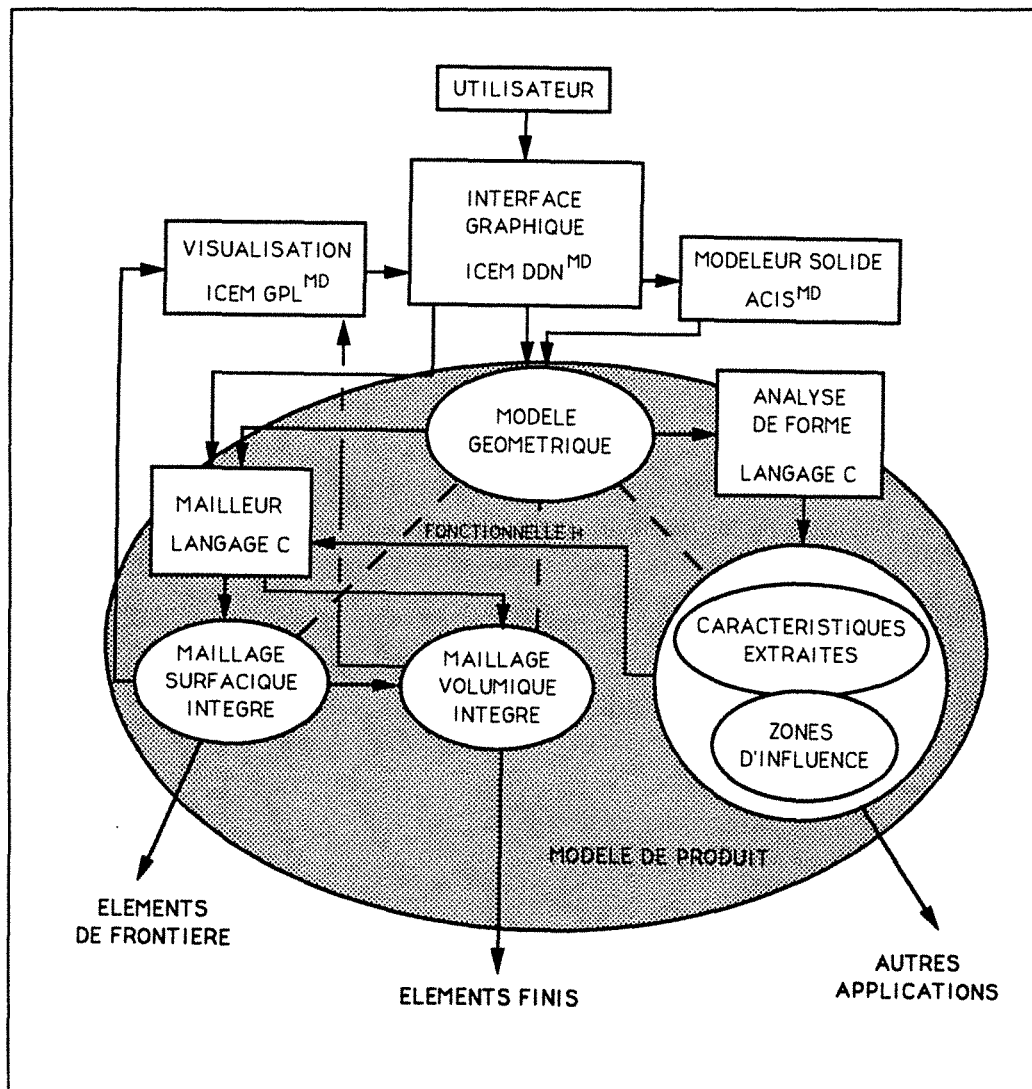 UTILISATEUR
INTERFACE
GRAPHIQUE
ICEM DDN^MD
VISUALISATION
ICEM GPL^MD
MODELEUR SOLIDE
ACIS^MD
MODELE
GEOMETRIQUE
ANALYSE
DE FORME
LANGAGE C
MAILLEUR
LANGAGE C
FONCTIONNELLE H
CARACTERISTIQUES
EXTRAITES
MAILLAGE
SURFACIQUE
INTEGRE
MAILLAGE
VOLUMIQUE
INTEGRE
ZONES
D'INFLUENCE
MODELE DE PRODUIT
ELEMENTS
DE FRONTIERE
ELEMENTS FINIS
AUTRES
APPLICATIONS